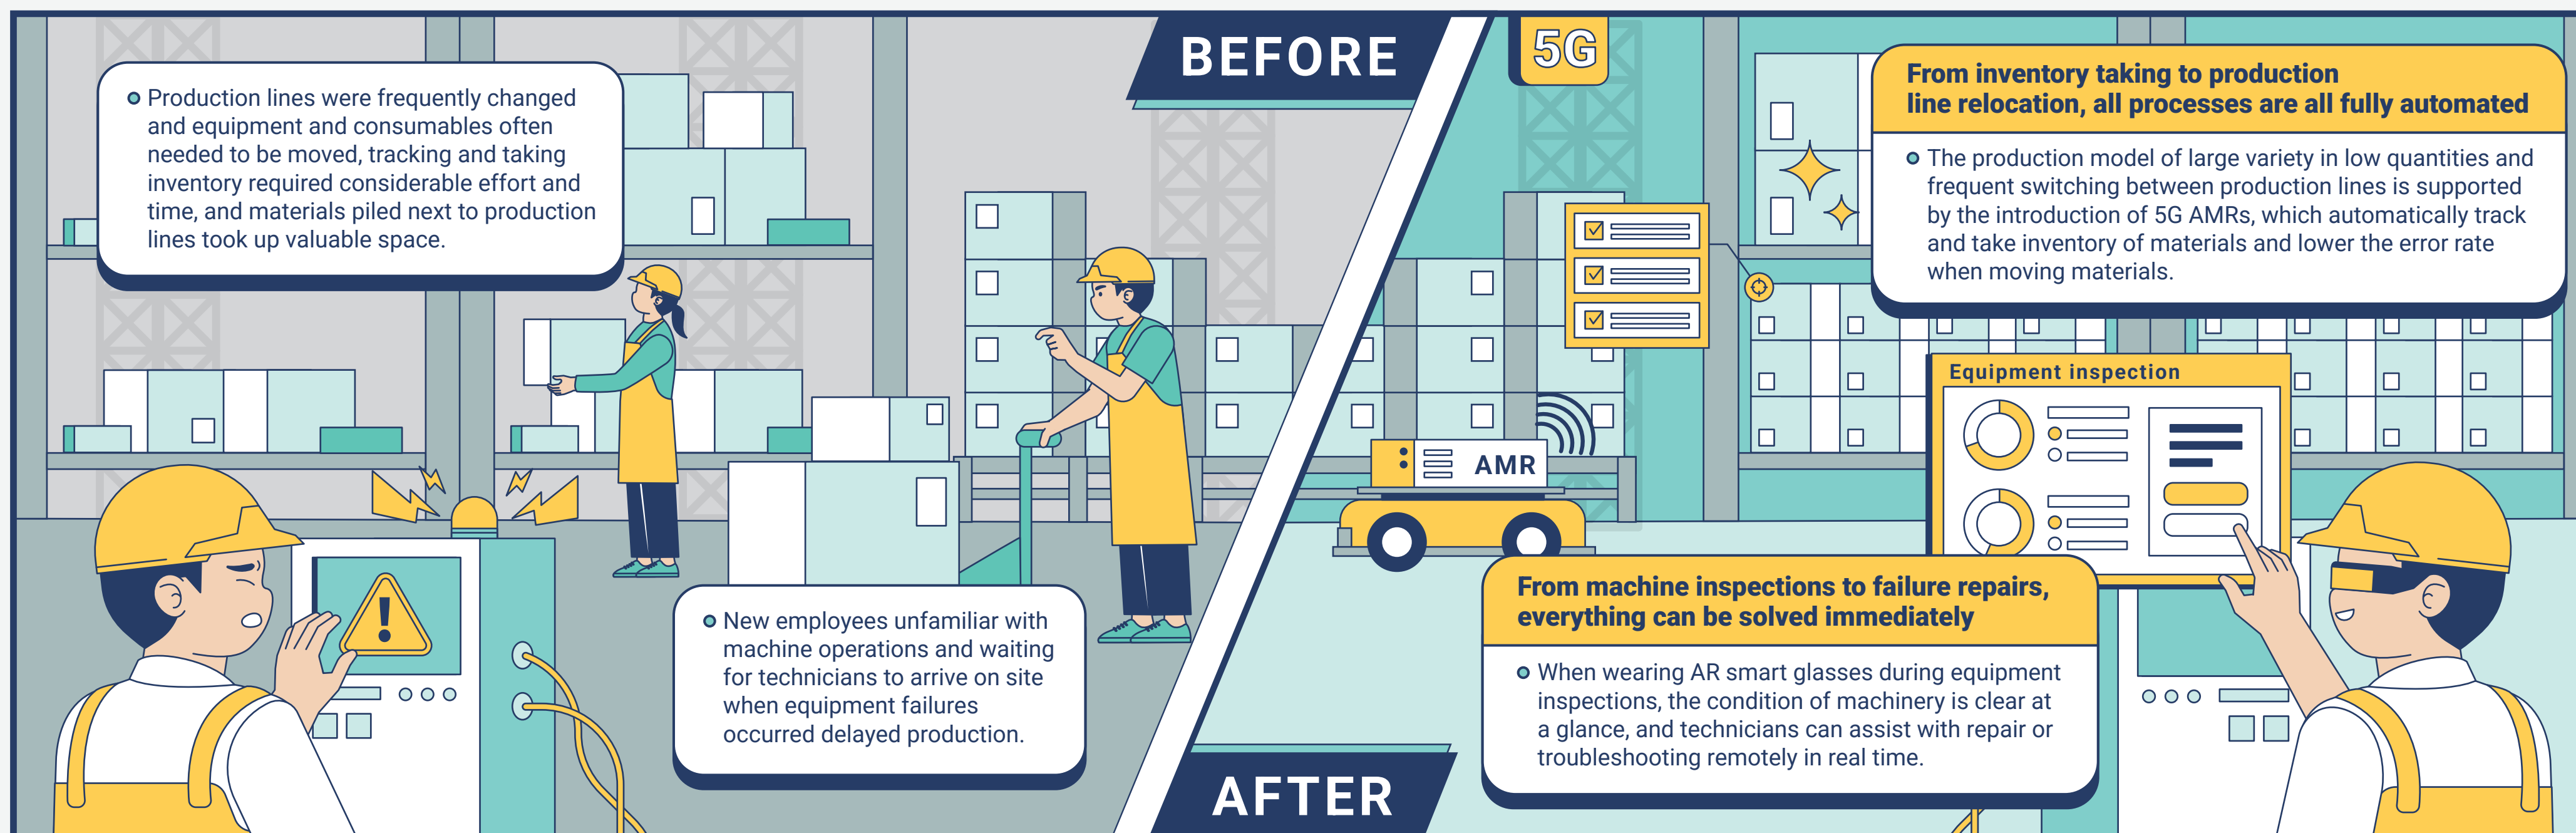 BEFORE
Production lines were frequently changed
and equipment and consumables often
needed to be moved, tracking and taking
inventory required considerable effort and
time, and materials piled next to production
lines took up valuable space.
New employees unfamiliar with
machine operations and waiting
for technicians to arrive on site
when equipment failures
occurred delayed production.
!
5G
From inventory taking to production
line relocation, all processes are all fully automated
The production model of large variety in low quantities and
frequent switching between production lines is supported
by the introduction of 5G AMRs, which automatically track
and take inventory of materials and lower the error rate
when moving materials.
Equipment inspection
AMR
From machine inspections to failure repairs,
everything can be solved immediately
When wearing AR smart glasses during equipment
inspections, the condition of machinery is clear at
a glance, and technicians can assist with repair or
troubleshooting remotely in real time.
AFTER